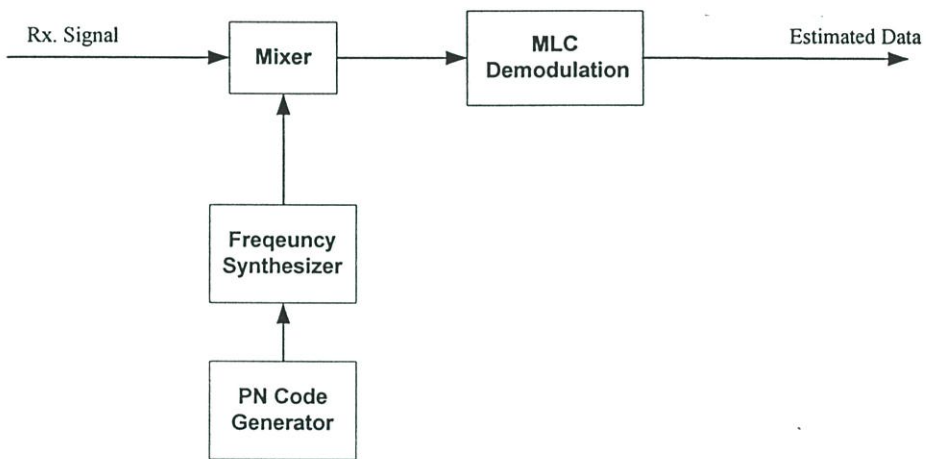 Rx. Signal
Mixer
MLC
Demodulation
Estimated Data
Freqeuncy
Synthesizer
PN Code
Generator